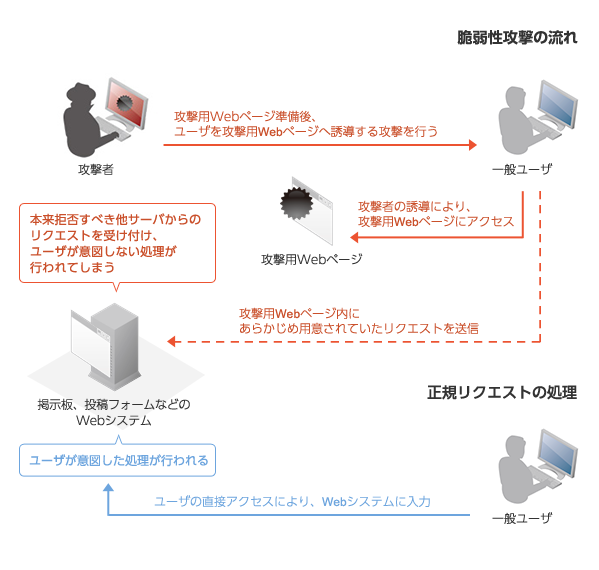 脆弱性攻撃の流れ
攻撃用Webページ準備後、
ユーザを攻撃用Webページへ誘導する攻撃を行う
攻撃者
一般ユーザ
攻撃者の誘導により、
攻撃用Webページにアクセス
攻撃用Webページ
本来拒否すべき他サーバからの
リクエストを受け付け、
ユーザが意図しない処理が
行われてしまう
攻撃用Webページ内に
あらかじめ用意されていたリクエストを送信
掲示板、投稿フォームなどの
Webシステム
正規リクエストの処理
ユーザが意図した処理が行われる
ユーザの直接アクセスにより、Webシステムに入力
一般ユーザ